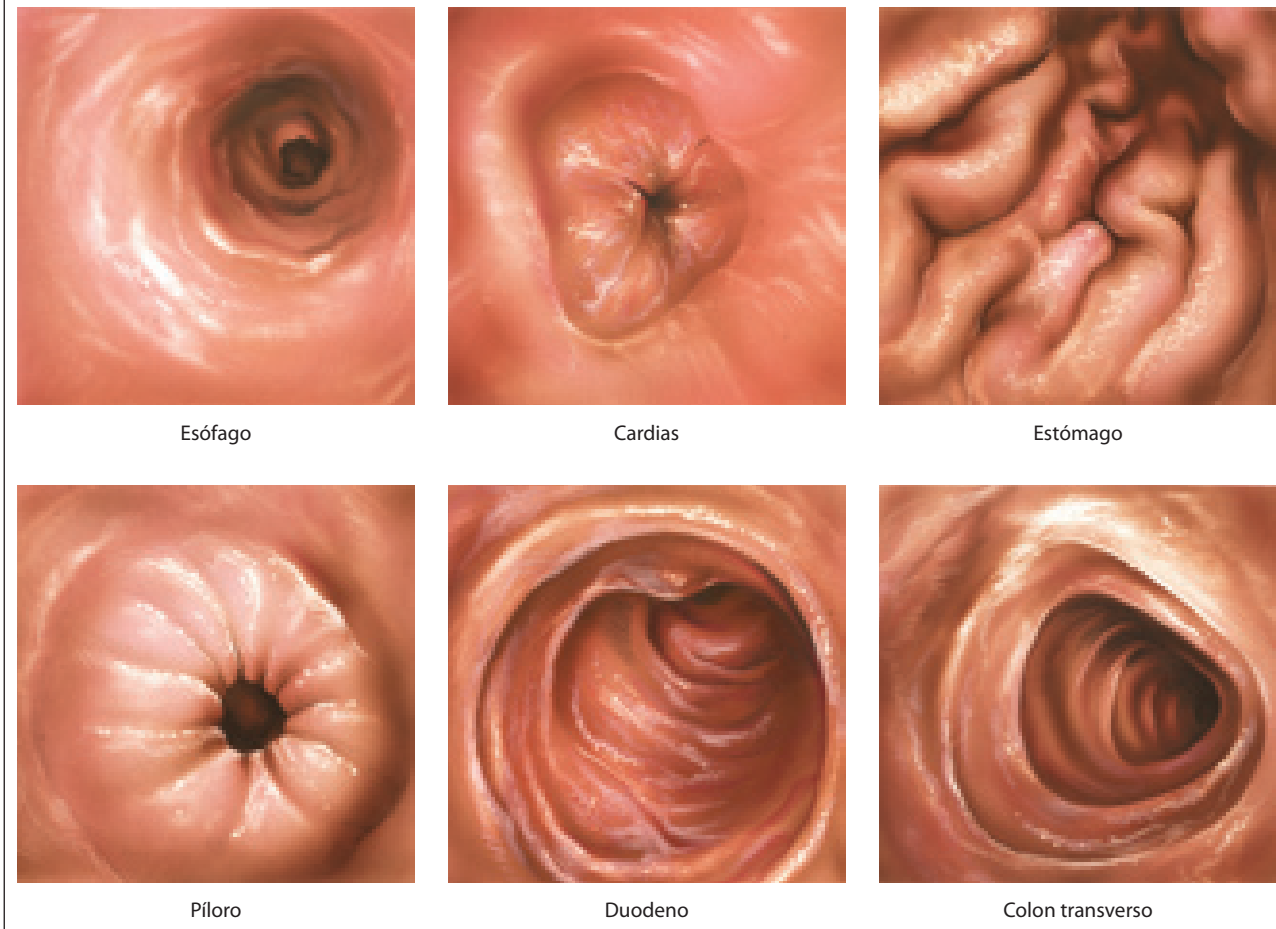 Esófago
Cardias
Estómago
Píloro
Duodeno
Colon transverso